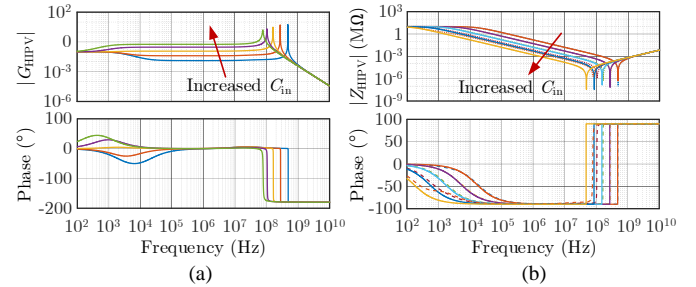 |G_HIPV|
10^4
10^-1
10^-6
Increased C_in
Phase (°)
100
0
-100
-200
10^2 10^3 10^4 10^5 10^6 10^7 10^8 10^9 10^10
Frequency (Hz)
(a)
|Z_HIPV| (MΩ)
10^3
10^0
10^-3
10^-6
10^-9
Increased C_in
Phase (°)
100
50
0
-50
-100
10^2 10^3 10^4 10^5 10^6 10^7 10^8 10^9 10^10
Frequency (Hz)
(b)